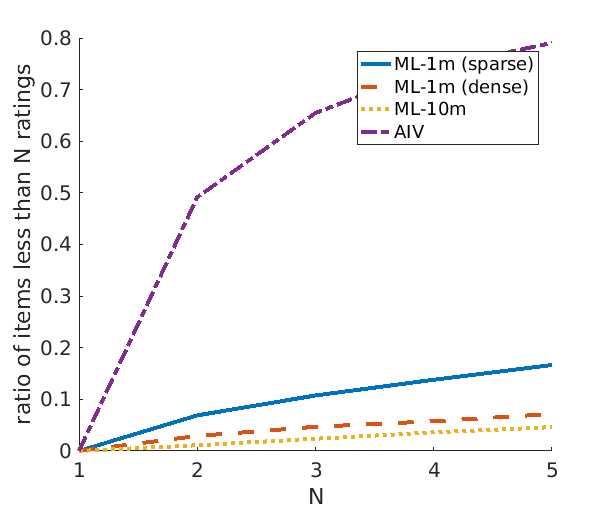 0.8
0.7
0.6
0.5
0.4
0.3
0.2
0.1
0
ratio of items less than N ratings
ML-1m (sparse)
ML-1m (dense)
ML-10m
AIV
1 2 3 4 5
N